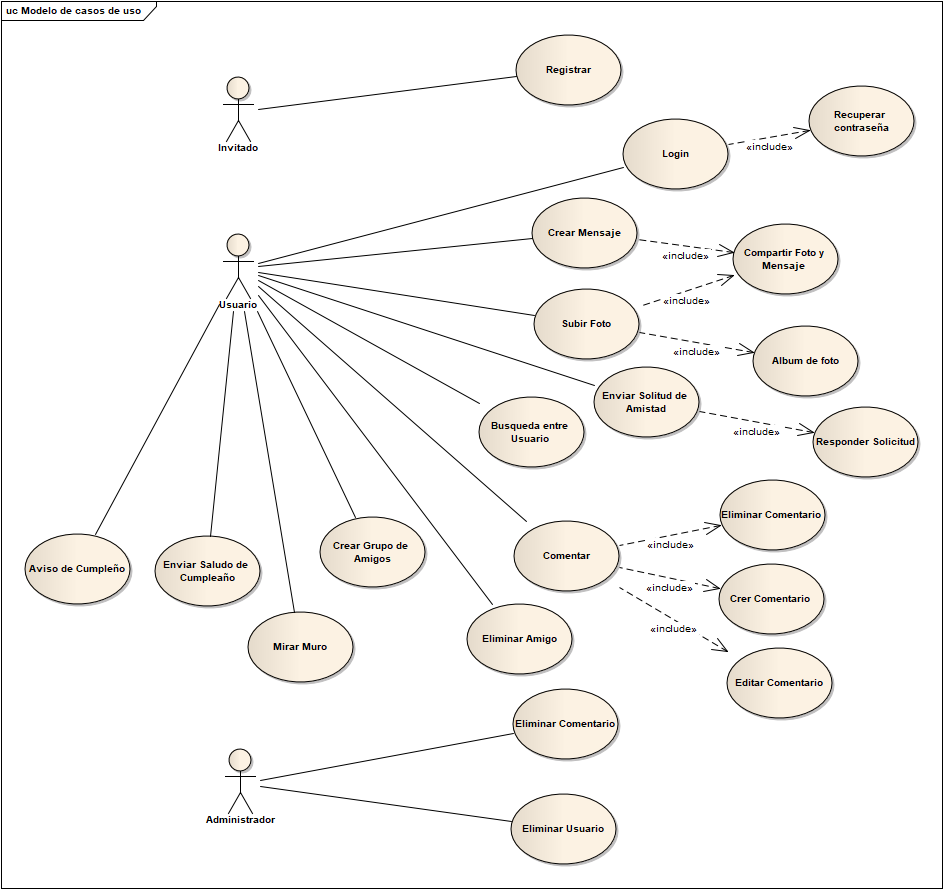 uc Modelo de casos de uso
Registrar
Invitado
Recuperar
contraseña
Login
«include»
Crear Mensaje
Compartir Foto y
Mensaje
«include»
Usuario
«include»
Subir Foto
«include»
Album de foto
Enviar Solitud de
Amistad
Busqueda entre
Usuario
«include»
Responder Solicitud
Eliminar Comentario
«include»
Comentar
Crear Grupo de
Amigos
Aviso de Cumpleño
Enviar Saludo de
Cumpleaño
«include»
Crer Comentario
«include»
Eliminar Amigo
Mirar Muro
Editar Comentario
Eliminar Comentario
Administrador
Eliminar Usuario